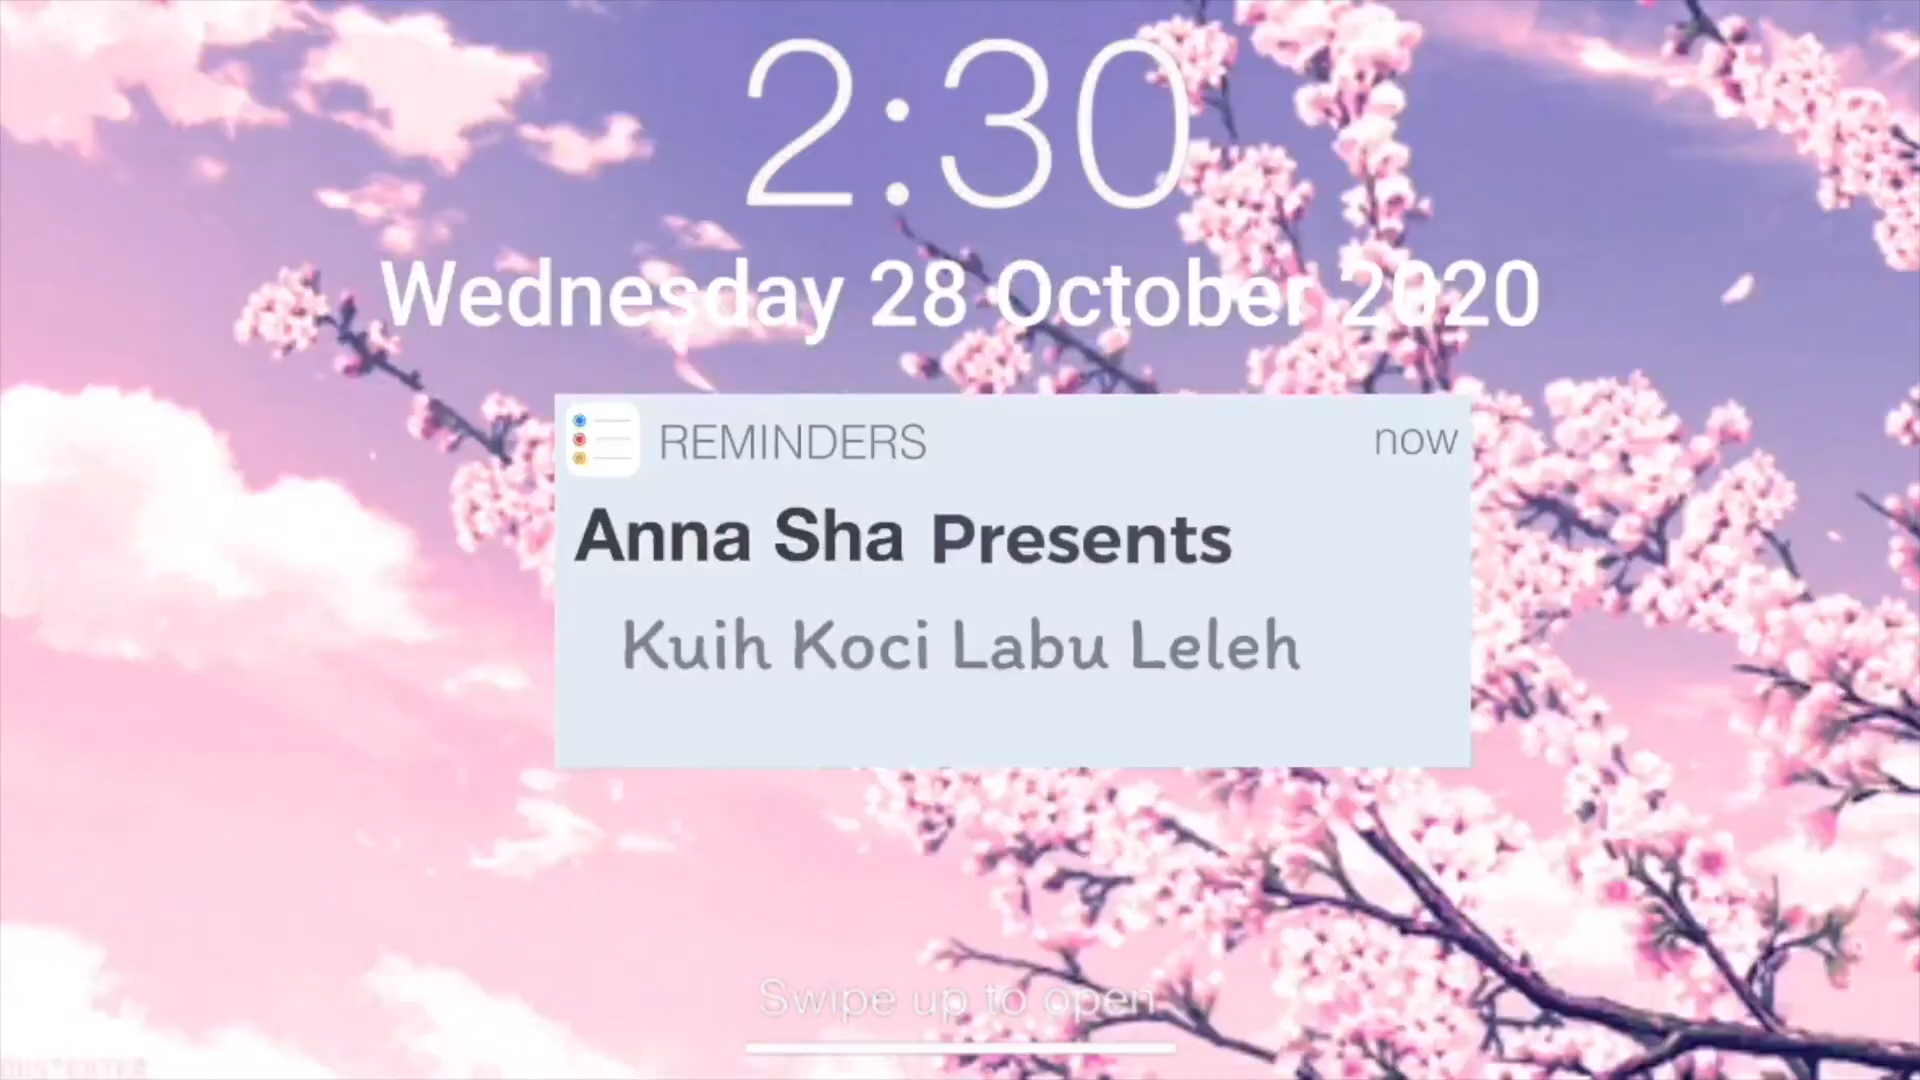 2:30
Wednesday 28 October 2020
REMINDERS now
Anna Sha Presents
Kuih Koci Labu Leleh
Swipe up to open